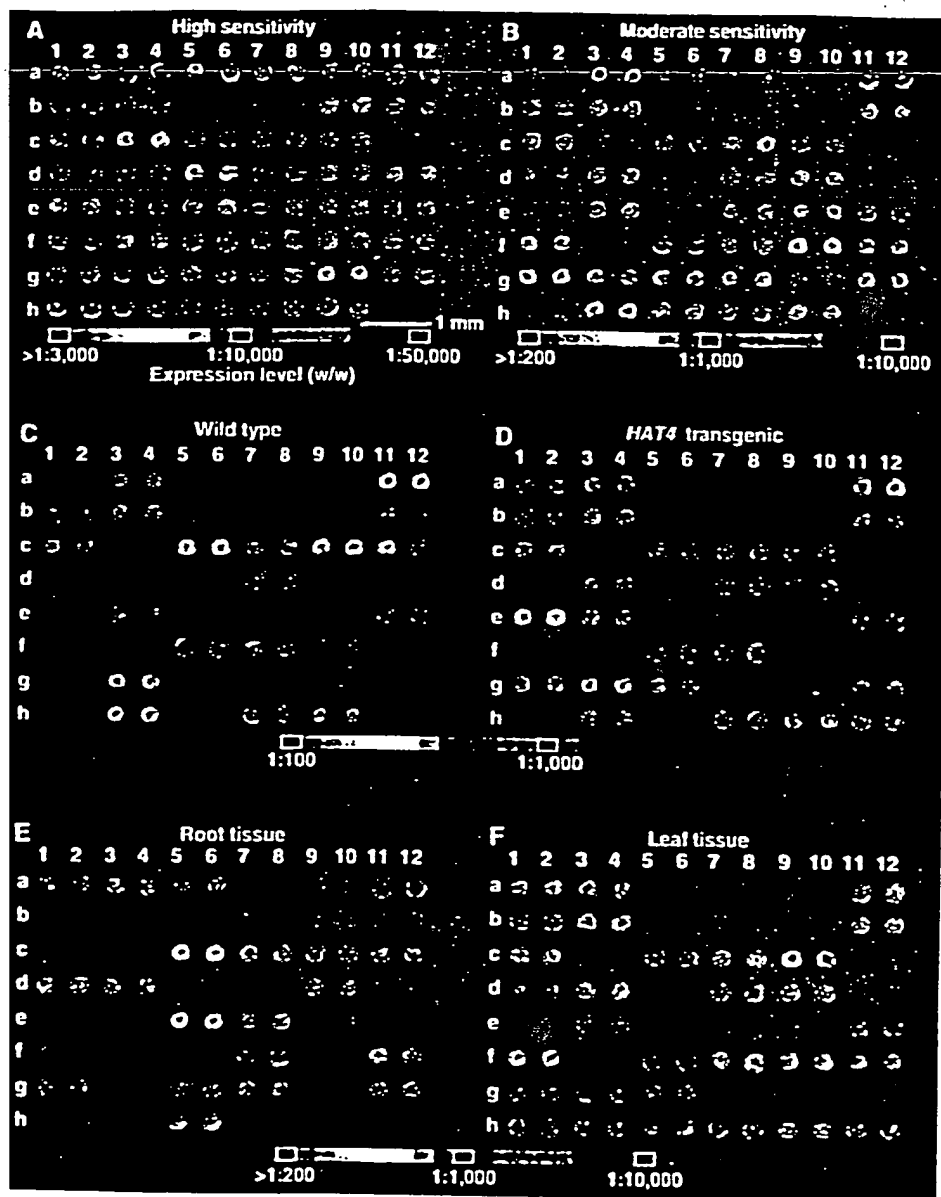 A High sensitivity
1 2 3 4 5 6 7 8 9 10 11 12
a
b
c
d
e
f
g
h
1 mm
>1:3,000 1:10,000 1:50,000
Expression level (w/w)
B Moderate sensitivity
1 2 3 4 5 6 7 8 9 10 11 12
a
b
c
d
e
f
g
h
>1:200 1:1,000 1:10,000
C Wild type
1 2 3 4 5 6 7 8 9 10 11 12
a
b
c
d
e
f
g
h
D HAT4 transgenic
1 2 3 4 5 6 7 8 9 10 11 12
a
b
c
d
e
f
g
h
1:100 1:1,000
E Root tissue
1 2 3 4 5 6 7 8 9 10 11 12
a
b
c
d
e
f
g
h
F Leaf tissue
1 2 3 4 5 6 7 8 9 10 11 12
a
b
c
d
e
f
g
h
>1:200 1:1,000 1:10,000